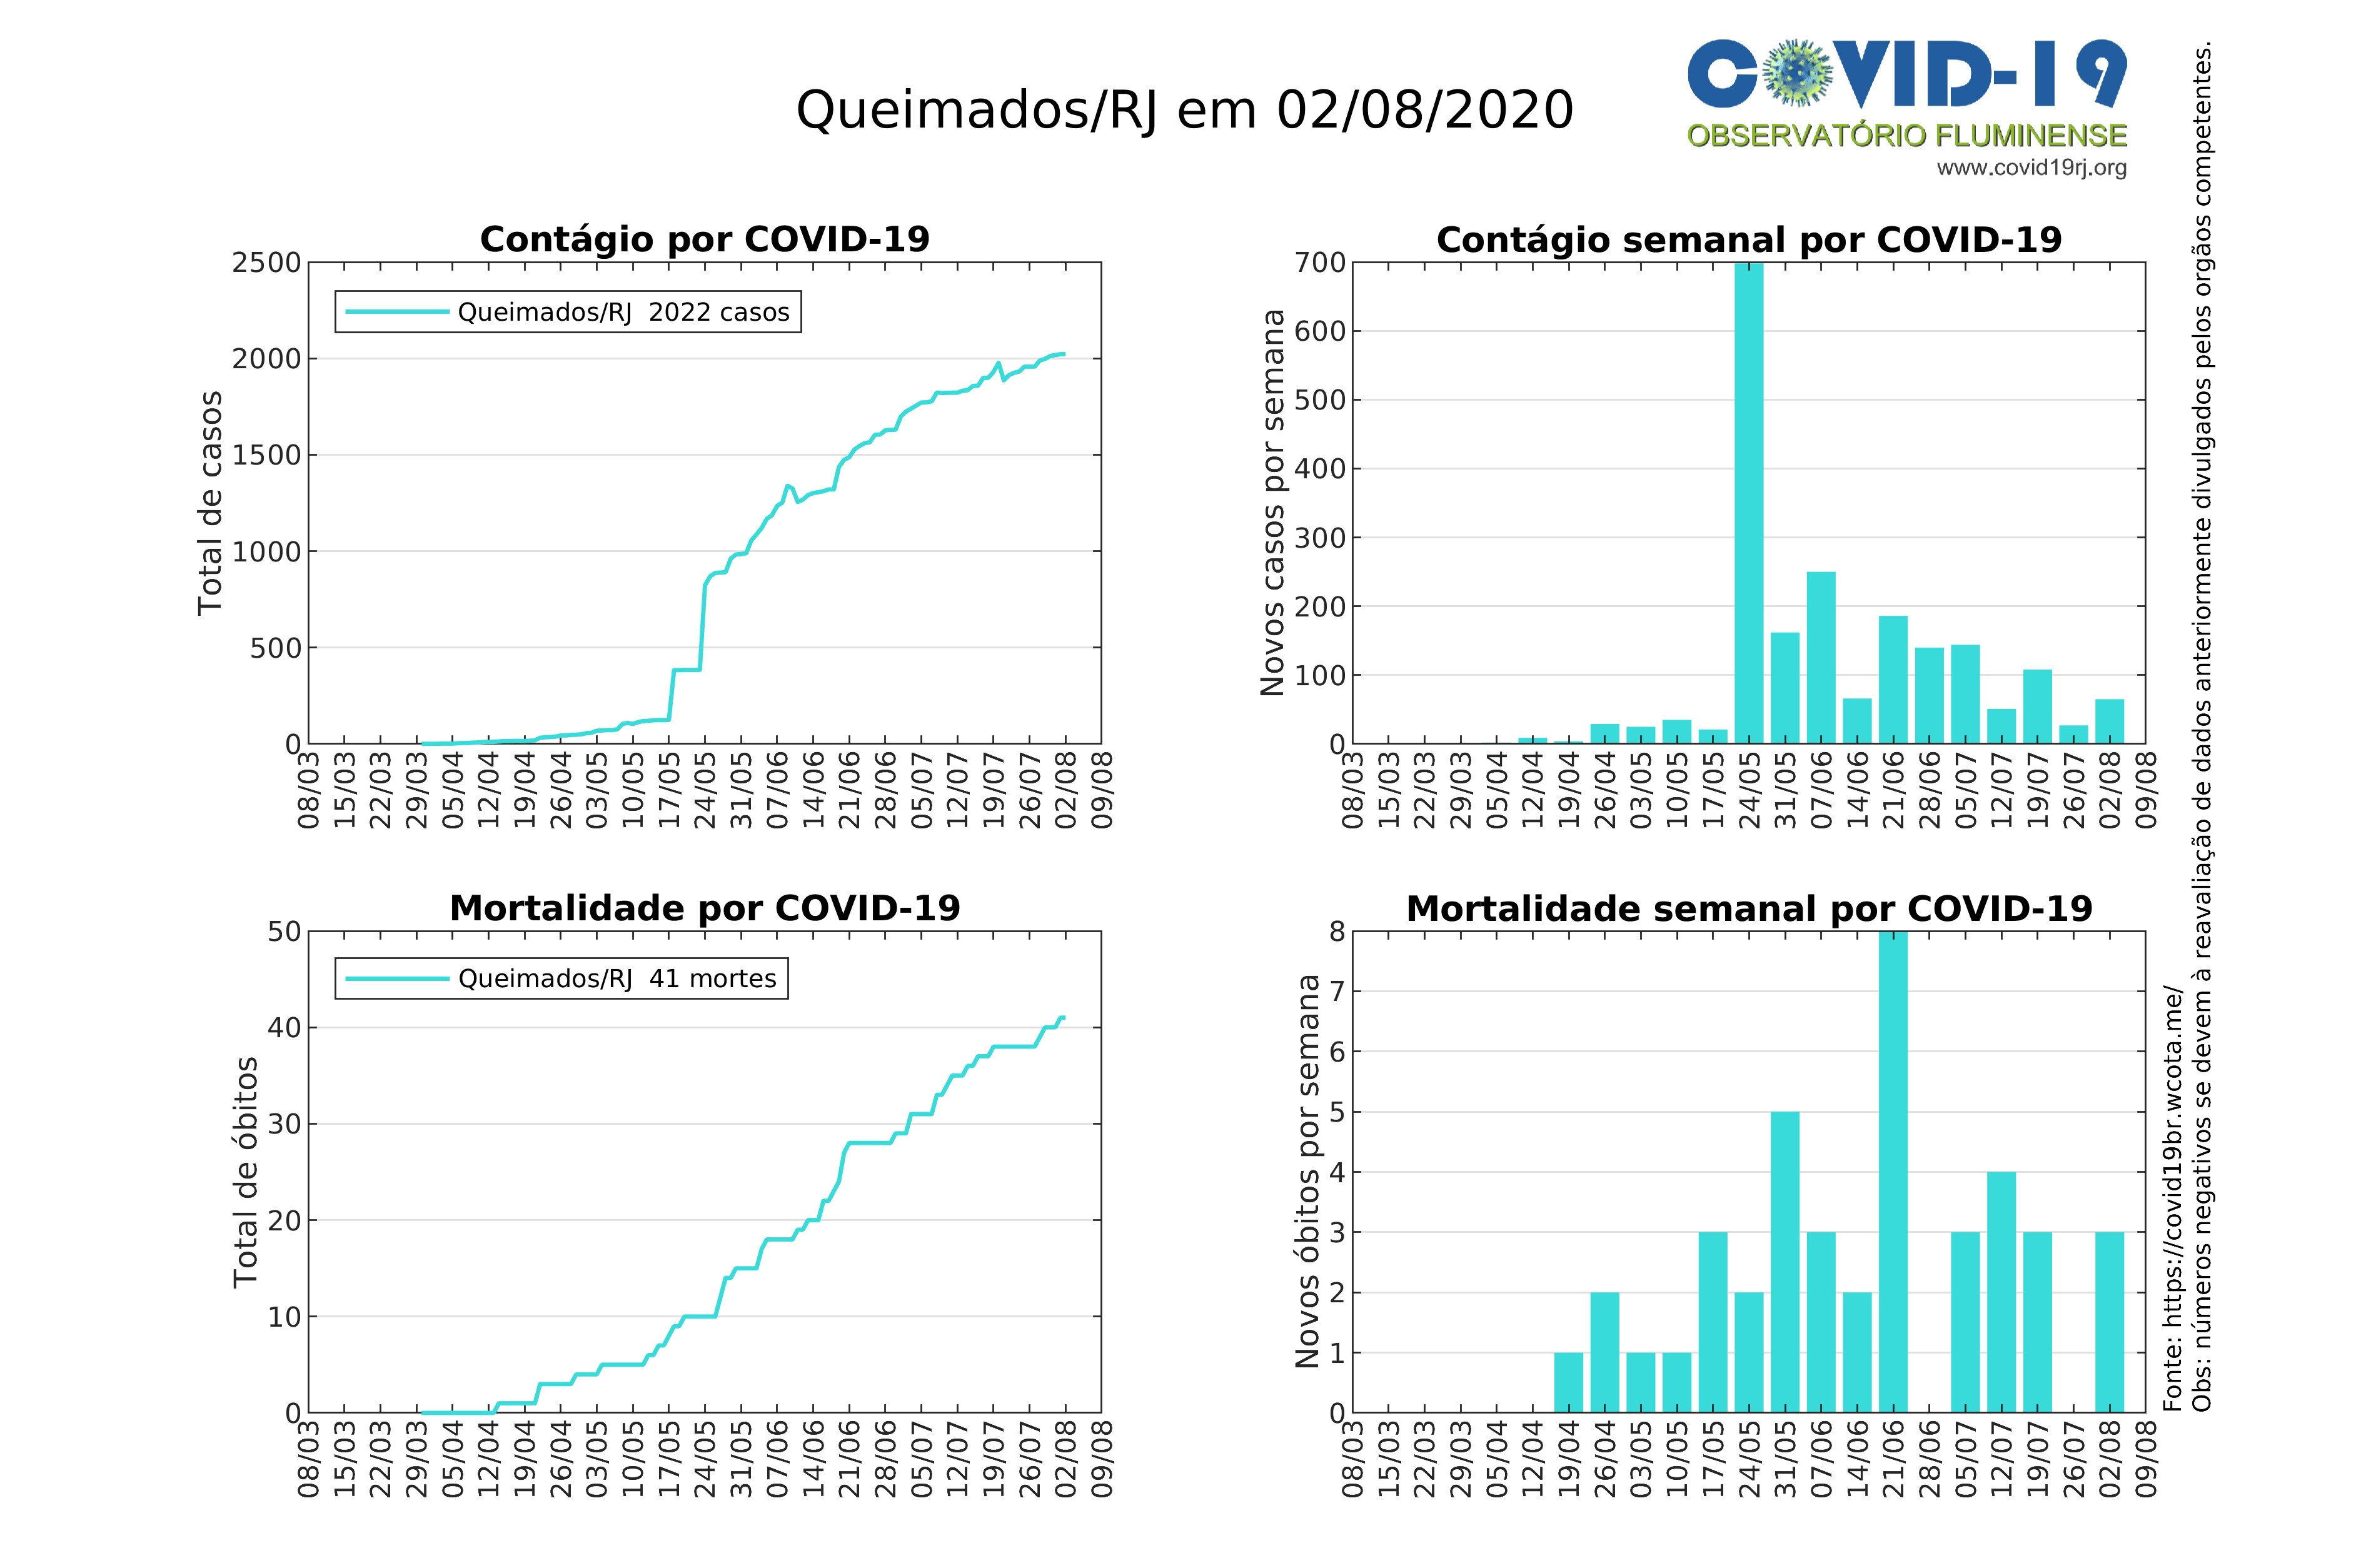 Queimados/RJ em 02/08/2020
COVID-19
OBSERVATÓRIO FLUMINENSE
www.covid19rj.org
Contágio por COVID-19
Total de casos
2500
2000
1500
1000
500
0
Queimados/RJ 2022 casos
08/03 15/03 22/03 29/03 05/04 12/04 19/04 26/04 03/05 10/05 17/05 24/05 31/05 07/06 14/06 21/06 28/06 05/07 12/07 19/07 26/07 02/08 09/08
Contágio semanal por COVID-19
Novos casos por semana
700
600
500
400
300
200
100
0
08/03 15/03 22/03 29/03 05/04 12/04 19/04 26/04 03/05 10/05 17/05 24/05 31/05 07/06 14/06 21/06 28/06 05/07 12/07 19/07 26/07 02/08 09/08
Mortalidade por COVID-19
Total de óbitos
50
40
30
20
10
0
Queimados/RJ 41 mortes
08/03 15/03 22/03 29/03 05/04 12/04 19/04 26/04 03/05 10/05 17/05 24/05 31/05 07/06 14/06 21/06 28/06 05/07 12/07 19/07 26/07 02/08 09/08
Mortalidade semanal por COVID-19
Novos óbitos por semana
8
7
6
5
4
3
2
1
0
08/03 15/03 22/03 29/03 05/04 12/04 19/04 26/04 03/05 10/05 17/05 24/05 31/05 07/06 14/06 21/06 28/06 05/07 12/07 19/07 26/07 02/08 09/08
Fonte: https://covid19br.wcota.me/
Obs: números negativos se devem à reavaliação de dados anteriormente divulgados pelos orgãos competentes.